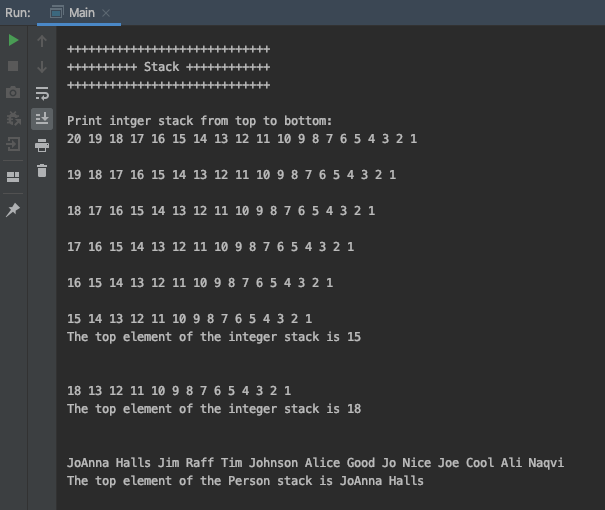 Run: Main
+++++++++++++++++++++++++++++
++++++++++ Stack ++++++++++++
+++++++++++++++++++++++++++++
Print intger stack from top to bottom:
20 19 18 17 16 15 14 13 12 11 10 9 8 7 6 5 4 3 2 1
19 18 17 16 15 14 13 12 11 10 9 8 7 6 5 4 3 2 1
18 17 16 15 14 13 12 11 10 9 8 7 6 5 4 3 2 1
17 16 15 14 13 12 11 10 9 8 7 6 5 4 3 2 1
16 15 14 13 12 11 10 9 8 7 6 5 4 3 2 1
15 14 13 12 11 10 9 8 7 6 5 4 3 2 1
The top element of the integer stack is 15
18 13 12 11 10 9 8 7 6 5 4 3 2 1
The top element of the integer stack is 18
JoAnna Halls Jim Raff Tim Johnson Alice Good Jo Nice Joe Cool Ali Naqvi
The top element of the Person stack is JoAnna Halls